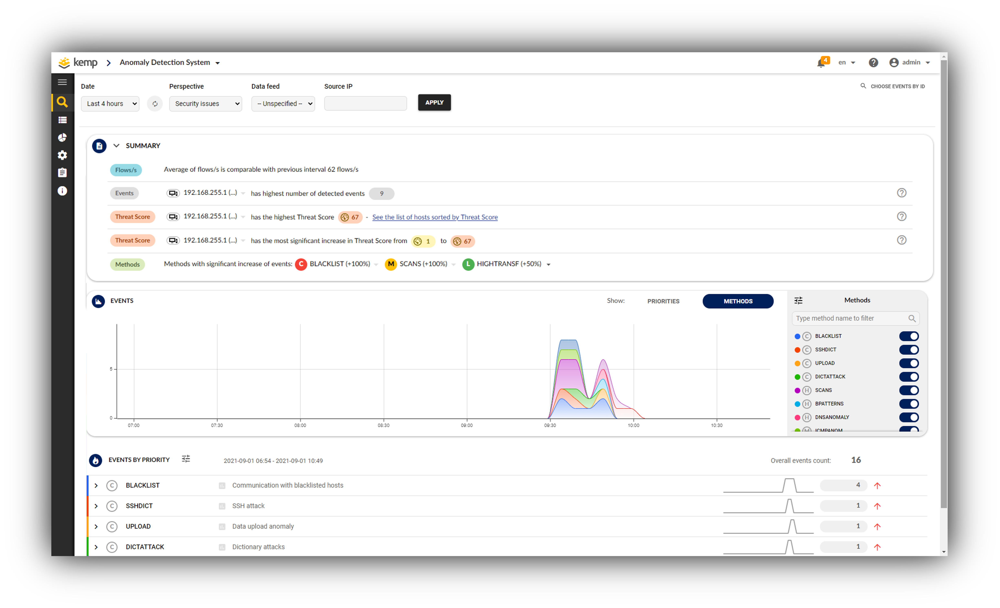 kemp > Anomaly Detection System 4 en ? admin
Date Perspective Data feed Source IP CHOOSE EVENTS BY ID
Last 4 hours Security issues -- Unspecified -- APPLY
SUMMARY
Flows/s Average of flows/s is comparable with previous interval 62 flows/s
Events 192.168.255.1 (...) has highest number of detected events 9 ?
Threat Score 192.168.255.1 (...) has the highest Threat Score 67 - See the list of hosts sorted by Threat Score ?
Threat Score 192.168.255.1 (...) has the most significant increase in Threat Score from 1 to 67 ?
Methods Methods with significant increase of events: C BLACKLIST (+100%) M SCANS (+100%) L HIGHTRANSF (+50%)
EVENTS Show: PRIORITIES METHODS
5
0
07:00 07:30 08:00 08:30 09:00 09:30 10:00 10:30
Methods
Type method name to filter
C BLACKLIST
C SSHDICT
C UPLOAD
C DICTATTACK
H SCANS
H BPATTERNS
H DNSANOMALY
M ICMPANOM
EVENTS BY PRIORITY 2021-09-01 06:54 - 2021-09-01 10:49 Overall events count: 16
C BLACKLIST Communication with blacklisted hosts 4
C SSHDICT SSH attack 1
C UPLOAD Data upload anomaly 1
C DICTATTACK Dictionary attacks 1